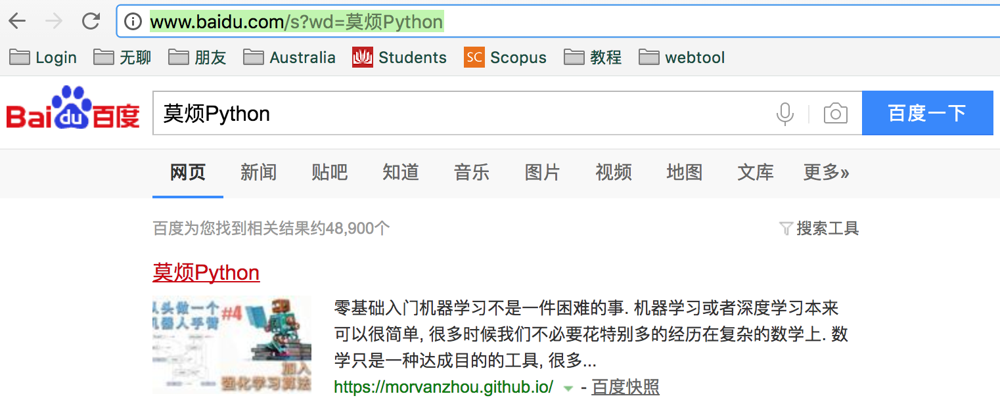 www.baidu.com/s?wd=莫烦Python
Login 无聊 朋友 Australia Students SC Scopus 教程 webtool
Bai du 百度 莫烦Python 百度一下
网页 新闻 贴吧 知道 音乐 图片 视频 地图 文库 更多»
百度为您找到相关结果约48,900个 搜索工具
莫烦Python
从头做一个 #4
机器人手臂
加入
强化学习算法
零基础入门机器学习不是一件困难的事. 机器学习或者深度学习本来
可以很简单, 很多时候我们不必要花特别多的经历在复杂的数学上. 数
学只是一种达成目的的工具, 很多...
https://morvanzhou.github.io/ - 百度快照